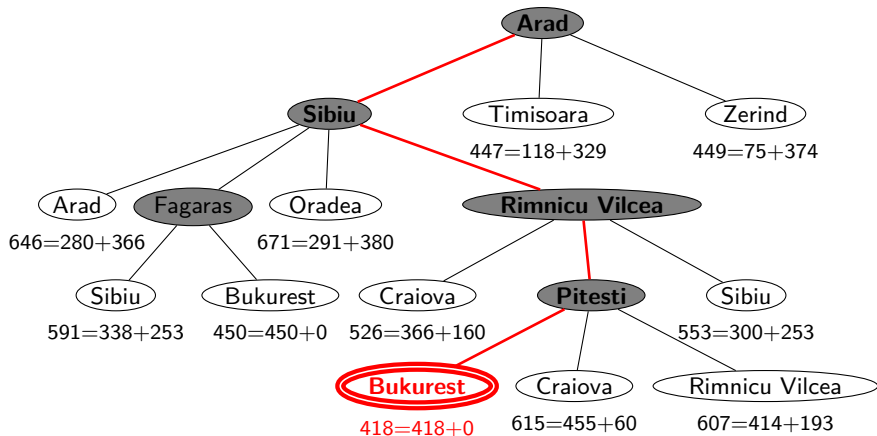 Arad
Sibiu
Timisoara
Zerind
447=118+329
449=75+374
Arad
Fagaras
Oradea
Rimnicu Vilcea
646=280+366
671=291+380
Sibiu
Bukurest
Craiova
Pitesti
Sibiu
591=338+253
450=450+0
526=366+160
553=300+253
Bukurest
Craiova
Rimnicu Vilcea
418=418+0
615=455+60
607=414+193